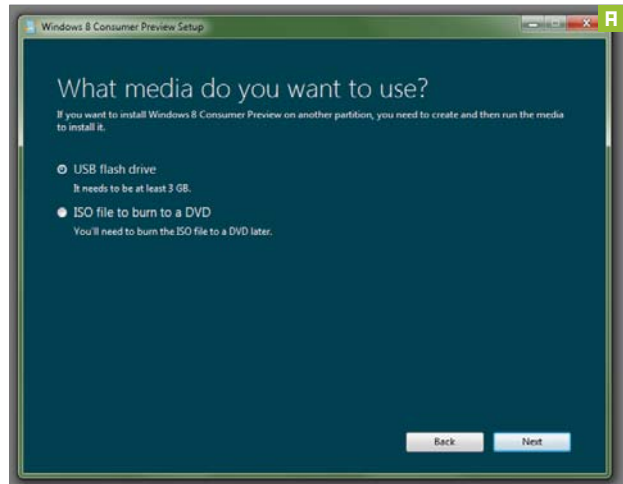 Windows 8 Consumer Preview Setup
A
What media do you want to use?
If you want to install Windows 8 Consumer Preview on another partition, you need to create and then run the media
to install it.
USB flash drive
It needs to be at least 3 GB.
ISO file to burn to a DVD
You'll need to burn the ISO file to a DVD later.
Back Next